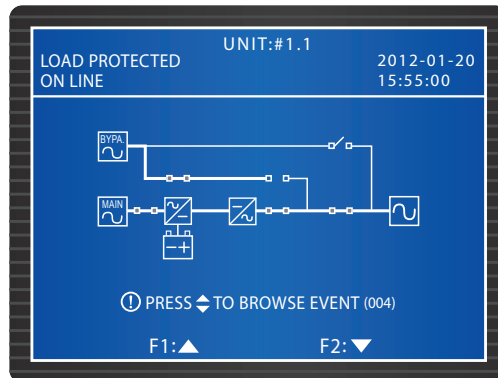 UNIT:#1.1
LOAD PROTECTED
ON LINE
2012-01-20
15:55:00
BYPA.
MAIN
PRESS TO BROWSE EVENT (004)
F1:
F2: